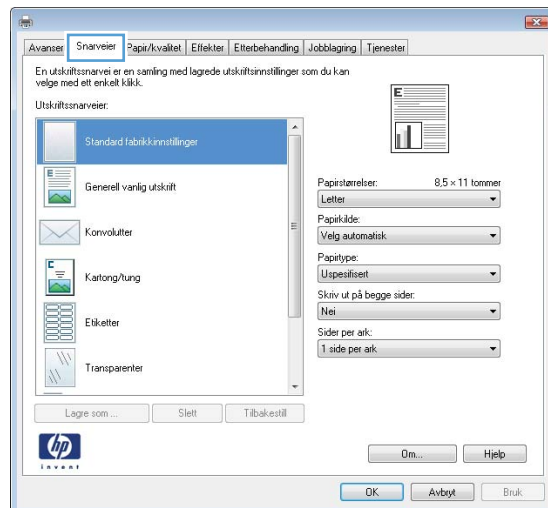 Avanser Snarveier Papir/kvalitet Effekter Etterbehandling Jobblagring Tjenester
En utskriftssnarvei er en samling med lagrede utskriftsinnstillinger som du kan
velge med ett enkelt klikk.
Utskriftssnarveier:
Standard fabrikkinnstillinger
Generell vanlig utskrift
Konvolutter
Kartong/tung
Etiketter
Transparenter
Lagre som ... Slett Tilbakestill
E
Papirstørrelser: 8,5 × 11 tommer
Letter
Papirkilde:
Velg automatisk
Papirtype:
Uspesifisert
Skriv ut på begge sider:
Nei
Sider per ark:
1 side per ark
hp
invent
Om... Hjelp
OK Avbryt Bruk